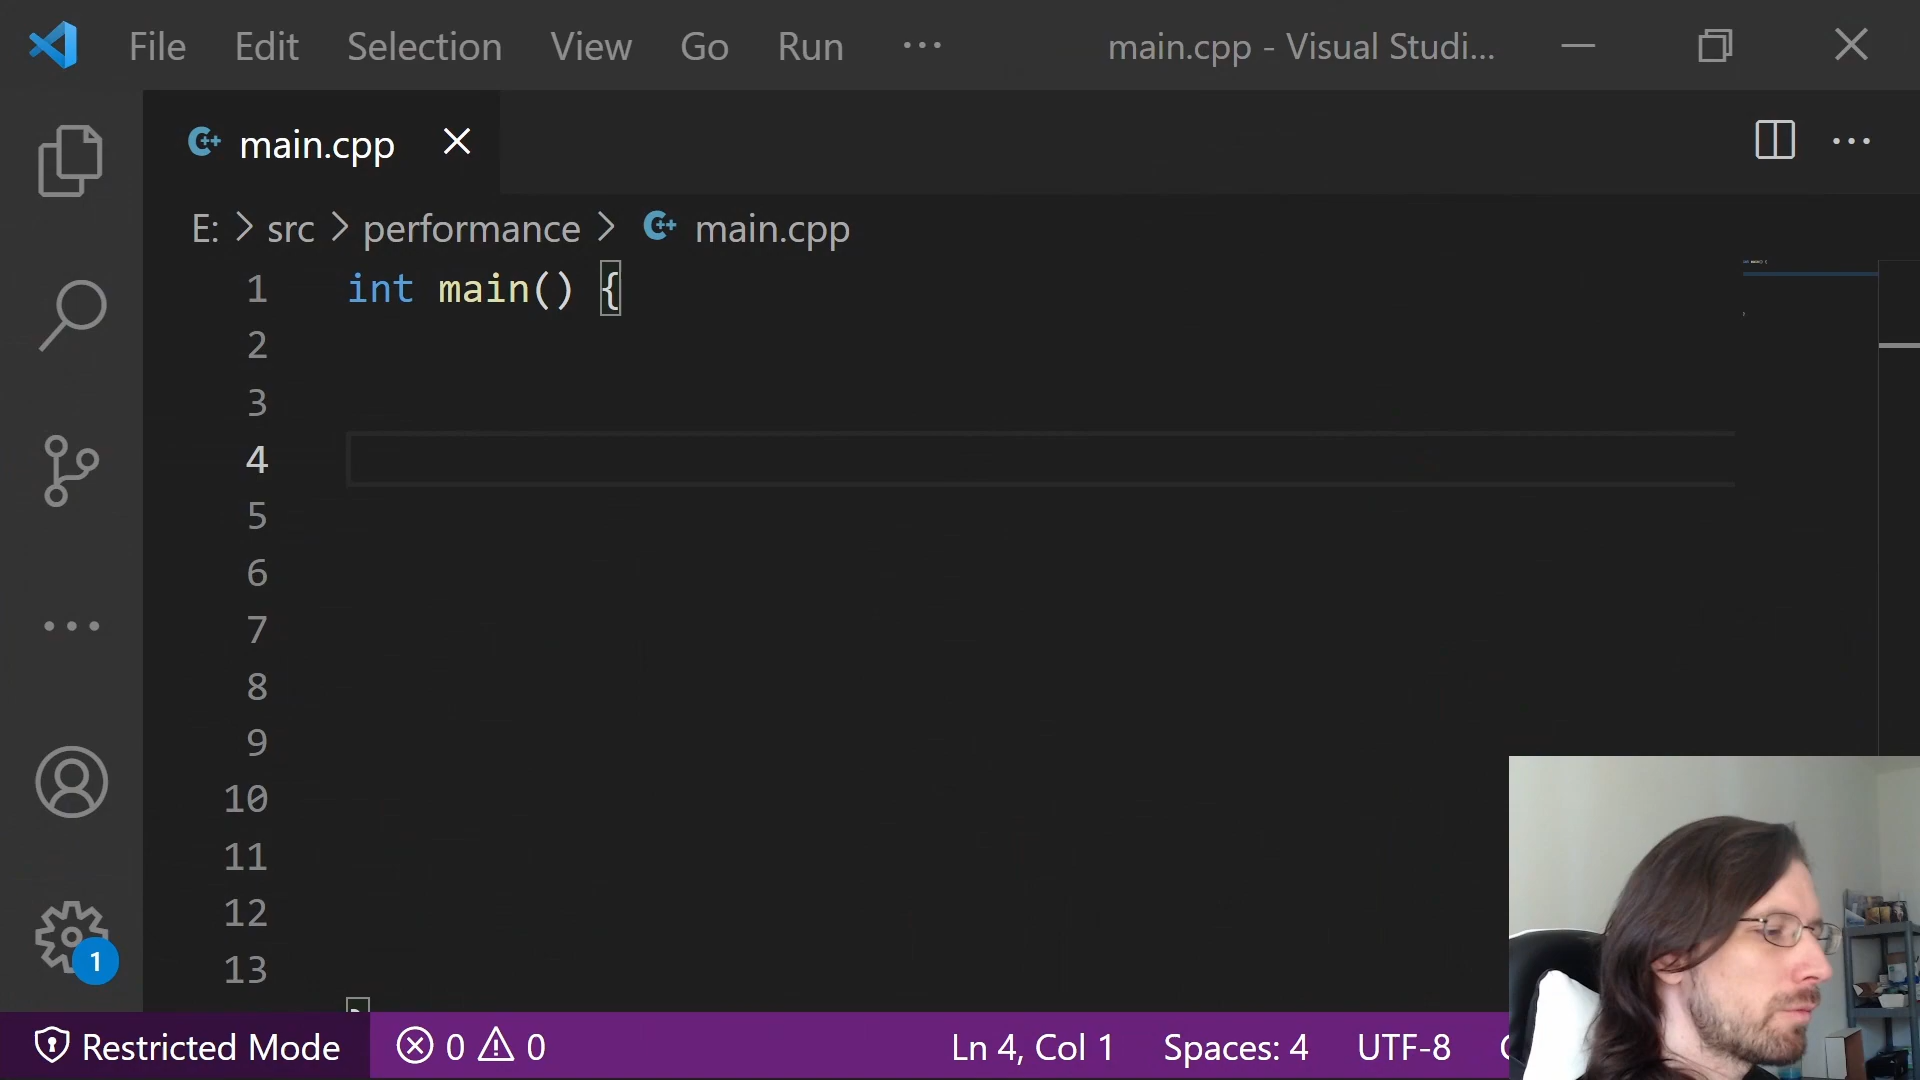 File Edit Selection View Go Run ··· main.cpp - Visual Studi...
main.cpp
E: > src > performance > main.cpp
1 int main() {
2
3
4
5
6
7
8
9
10
11
12
13
1
Restricted Mode 0 0 Ln 4, Col 1 Spaces: 4 UTF-8